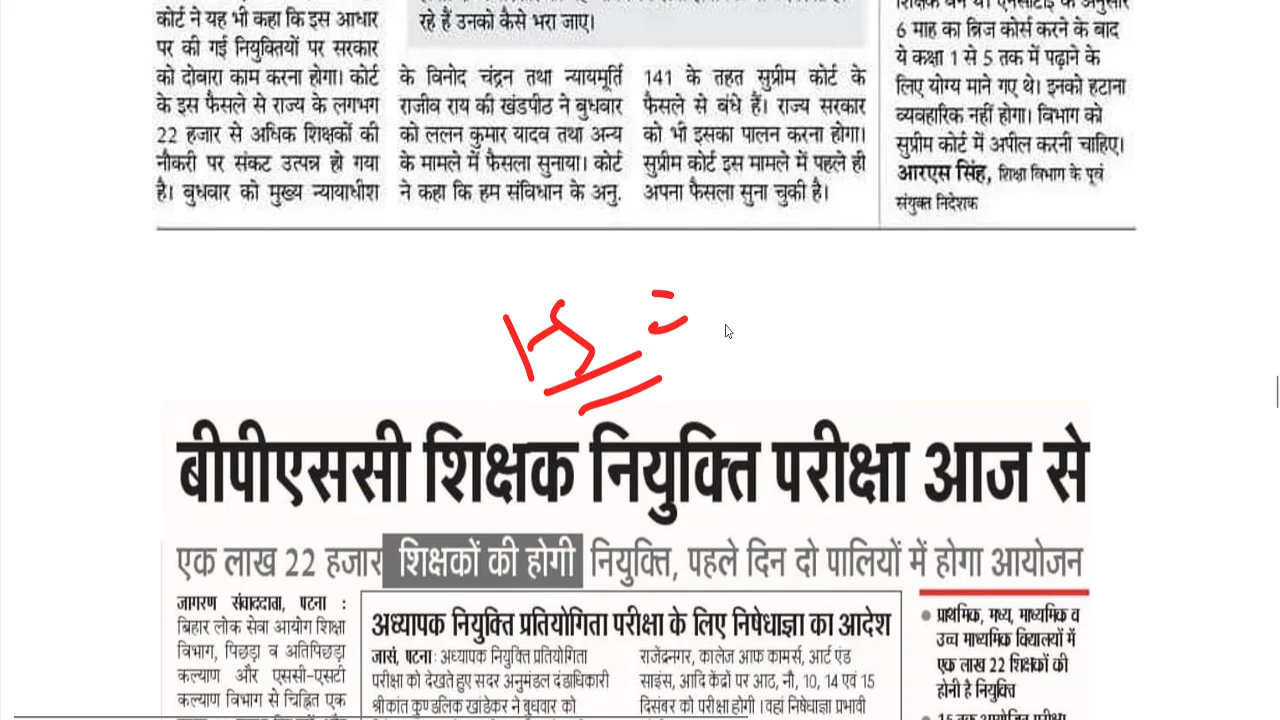 कोर्ट ने यह भी कहा कि इस आधार
पर की गई नियुक्तियों पर सरकार
को दोबारा काम करना होगा। कोर्ट
के इस फैसले से राज्य के लगभग
22 हजार से अधिक शिक्षकों की
नौकरी पर संकट उत्पन्न हो गया
है। बुधवार को मुख्य न्यायाधीश
रहे हैं उनको कैसे भरा जाए।
के विनोद चंद्रन तथा न्यायमूर्ति
राजीव राय की खंडपीठ ने बुधवार
को ललन कुमार यादव तथा अन्य
के मामले में फैसला सुनाया। कोर्ट
ने कहा कि हम संविधान के अनु.
141 के तहत सुप्रीम कोर्ट के
फैसले से बंधे हैं। राज्य सरकार
को भी इसका पालन करना होगा।
सुप्रीम कोर्ट इस मामले में पहले ही
अपना फैसला सुना चुकी है।
शिक्षक बने थे। एनसीटीई के अनुसार
6 माह का ब्रिज कोर्स करने के बाद
ये कक्षा 1 से 5 तक में पढ़ाने के
लिए योग्य माने गए थे। इनको हटाना
व्यवहारिक नहीं होगा। विभाग को
सुप्रीम कोर्ट में अपील करनी चाहिए।
आरएस सिंह, शिक्षा विभाग के पूर्व
संयुक्त निदेशक
बीपीएससी शिक्षक नियुक्ति परीक्षा आज से
एक लाख 22 हजार शिक्षकों की होगी नियुक्ति, पहले दिन दो पालियों में होगा आयोजन
जागरण संवाददाता, पटना :
बिहार लोक सेवा आयोग शिक्षा
विभाग, पिछड़ा व अतिपिछड़ा
कल्याण और एससी-एसटी
कल्याण विभाग से चिह्नित एक
अध्यापक नियुक्ति प्रतियोगिता परीक्षा के लिए निषेधाज्ञा का आदेश
जासं, पटना : अध्यापक नियुक्ति प्रतियोगिता
परीक्षा को देखते हुए सदर अनुमंडल दंडाधिकारी
श्रीकांत कुण्डलिक खांडेकर ने बुधवार को
राजेंद्रनगर, कालेज आफ कामर्स, आर्ट एंड
साइंस, आदि केंद्रों पर आठ, नौ, 10, 14 एवं 15
दिसंबर को परीक्षा होगी। वहां निषेधाज्ञा प्रभावी
प्राथमिक, मध्य, माध्यमिक व
उच्च माध्यमिक विद्यालयों में
एक लाख 22 शिक्षकों की
होनी है नियुक्ति